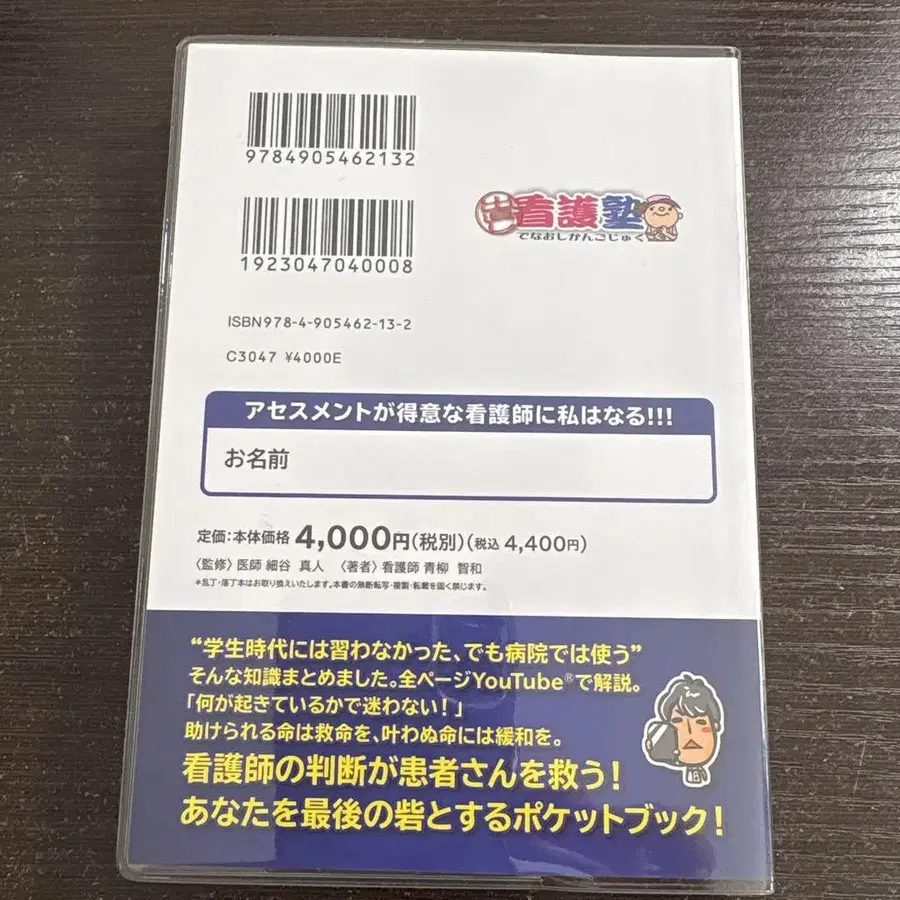 9784905462132
出直看護塾
でなおしかんごじゅく
1923047040008
ISBN978-4-905462-13-2
C3047 ¥4000E
アセスメントが得意な看護師に私はなる!!!
お名前
定価:本体価格 4,000円(税別)(税込 4,400円)
〈監修〉医師 細谷 真人 〈著者〉看護師 青柳 智和
*乱丁・落丁本はお取り換えいたします。本書の無断転写・複製・転載を固く禁じます。
“学生時代には習わなかった、でも病院では使う”
そんな知識まとめました。全ページYouTube®で解説。
「何が起きているかで迷わない!」
助けられる命は救命を、叶わぬ命には緩和を。
看護師の判断が患者さんを救う!
あなたを最後の砦とするポケットブック!